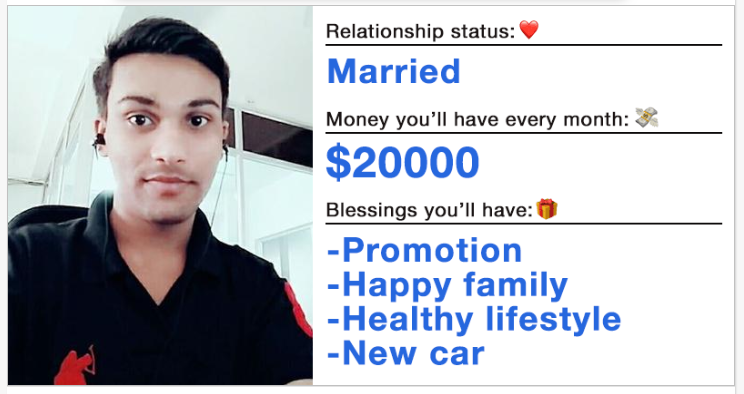 Relationship status:❤️
Married
Money you’ll have every month:💸
$20000
Blessings you’ll have:🎁
-Promotion
-Happy family
-Healthy lifestyle
-New car